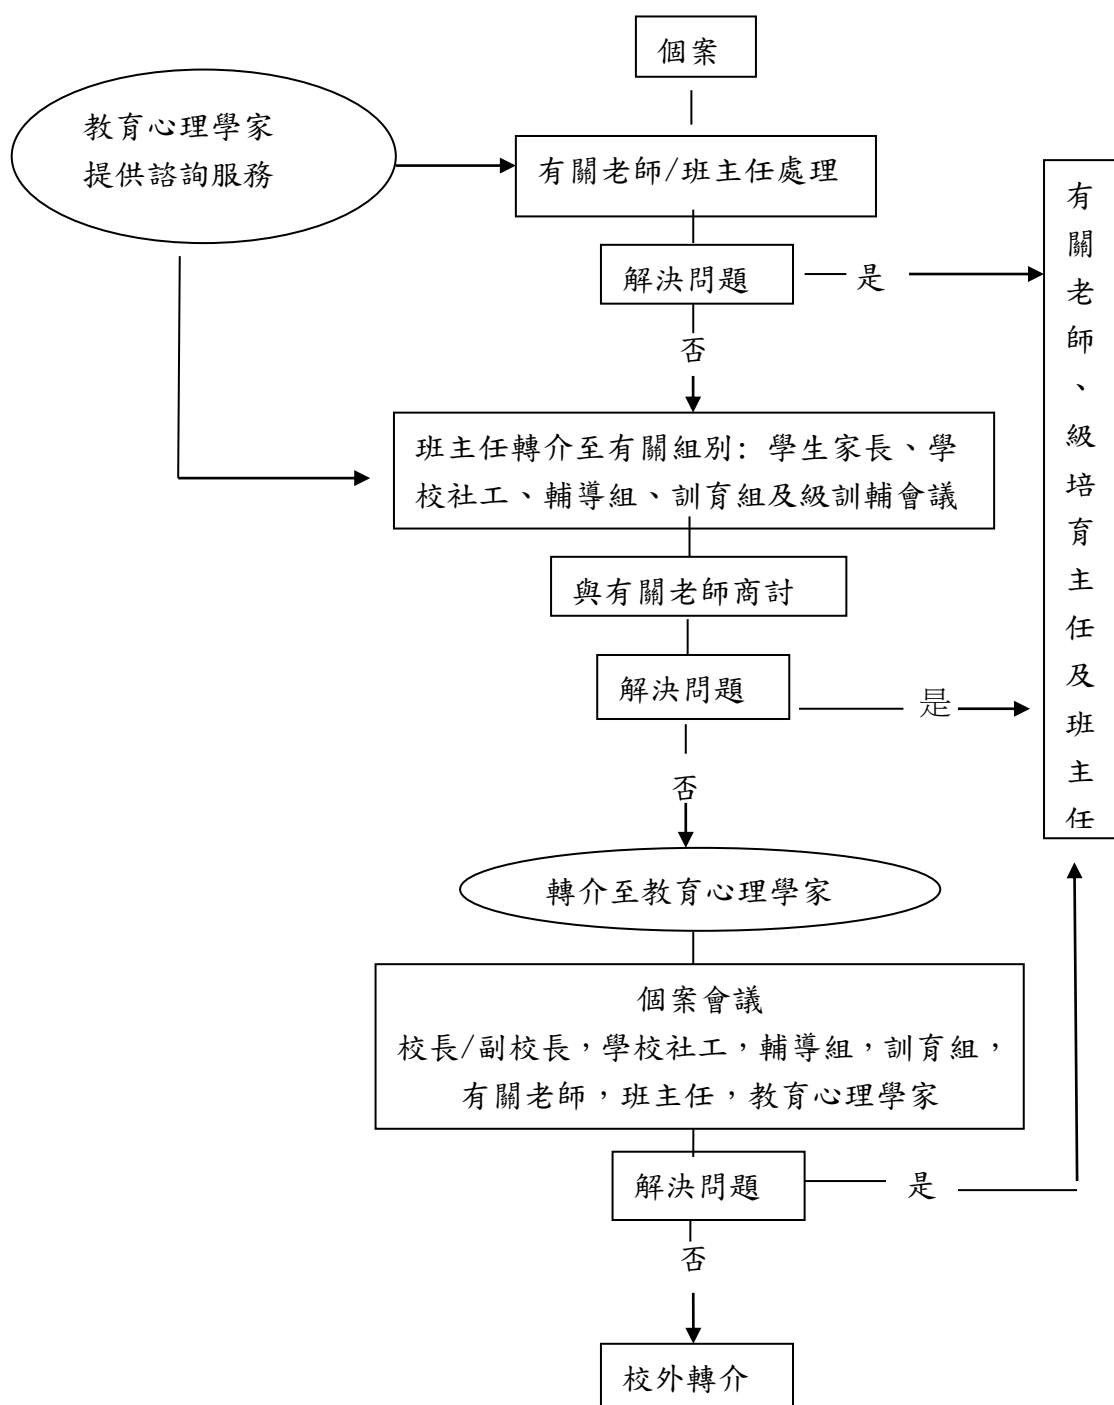 個案
教育心理學家
提供諮詢服務
有關老師/班主任處理
解決問題
是
否
有關老師、級培育主任及班主任
班主任轉介至有關組別: 學生家長、學
校社工、輔導組、訓育組及級訓輔會議
與有關老師商討
解決問題
是
否
轉介至教育心理學家
個案會議
校長/副校長，學校社工，輔導組，訓育組，
有關老師，班主任，教育心理學家
解決問題
是
否
校外轉介